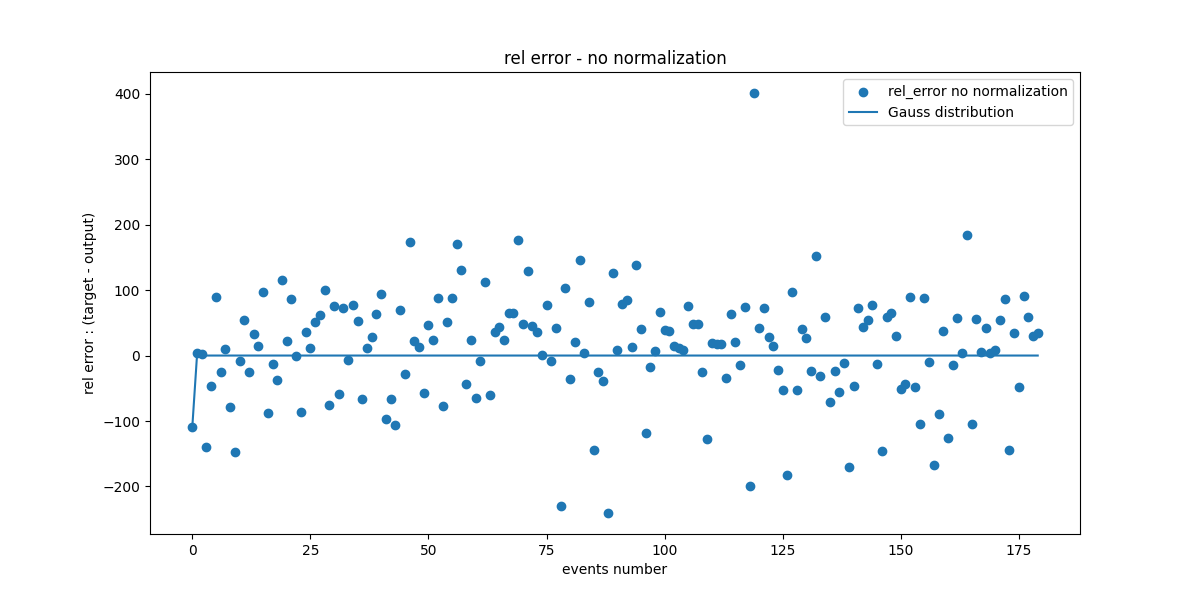 rel error - no normalization
rel_error no normalization
Gauss distribution
rel error : (target - output)
400
300
200
100
0
−100
−200
0 25 50 75 100 125 150 175
events number